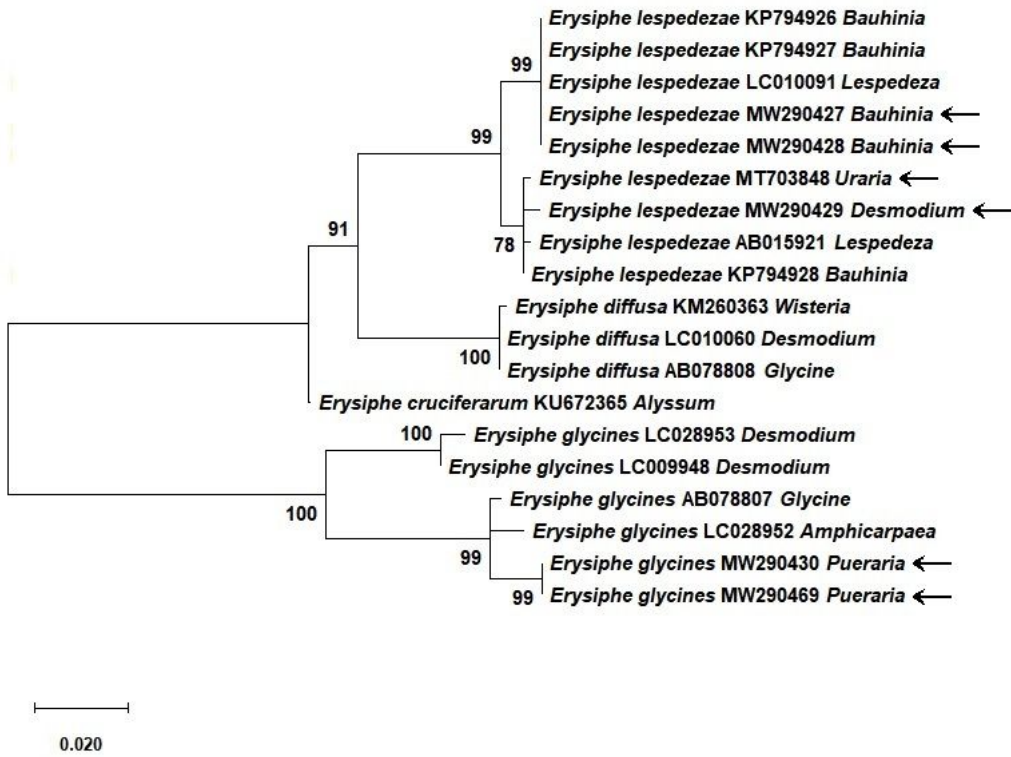 Erysiphe lespedezae KP794926 Bauhinia
Erysiphe lespedezae KP794927 Bauhinia
99
Erysiphe lespedezae LC010091 Lespedeza
Erysiphe lespedezae MW290427 Bauhinia
99
Erysiphe lespedezae MW290428 Bauhinia
Erysiphe lespedezae MT703848 Uraria
Erysiphe lespedezae MW290429 Desmodium
91
78
Erysiphe lespedezae AB015921 Lespedeza
Erysiphe lespedezae KP794928 Bauhinia
Erysiphe diffusa KM260363 Wisteria
Erysiphe diffusa LC010060 Desmodium
100
Erysiphe diffusa AB078808 Glycine
Erysiphe cruciferarum KU672365 Alyssum
100
Erysiphe glycines LC028953 Desmodium
Erysiphe glycines LC009948 Desmodium
Erysiphe glycines AB078807 Glycine
100
Erysiphe glycines LC028952 Amphicarpaea
99
Erysiphe glycines MW290430 Pueraria
99
Erysiphe glycines MW290469 Pueraria
0.020